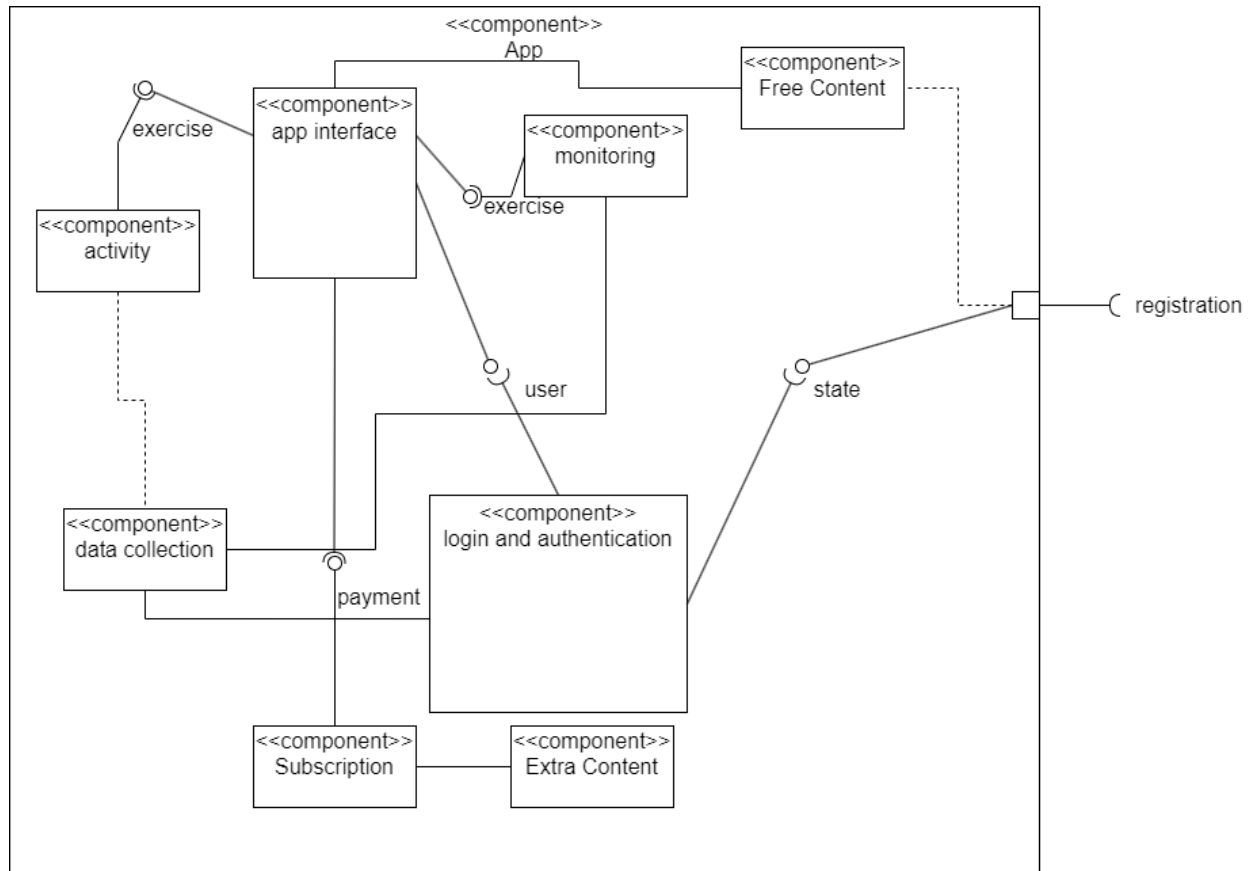 <<component>>
App
<<component>>
Free Content
<<component>>
app interface
exercise
<<component>>
monitoring
exercise
<<component>>
activity
registration
user
state
<<component>>
data collection
<<component>>
login and authentication
payment
<<component>>
Subscription
<<component>>
Extra Content